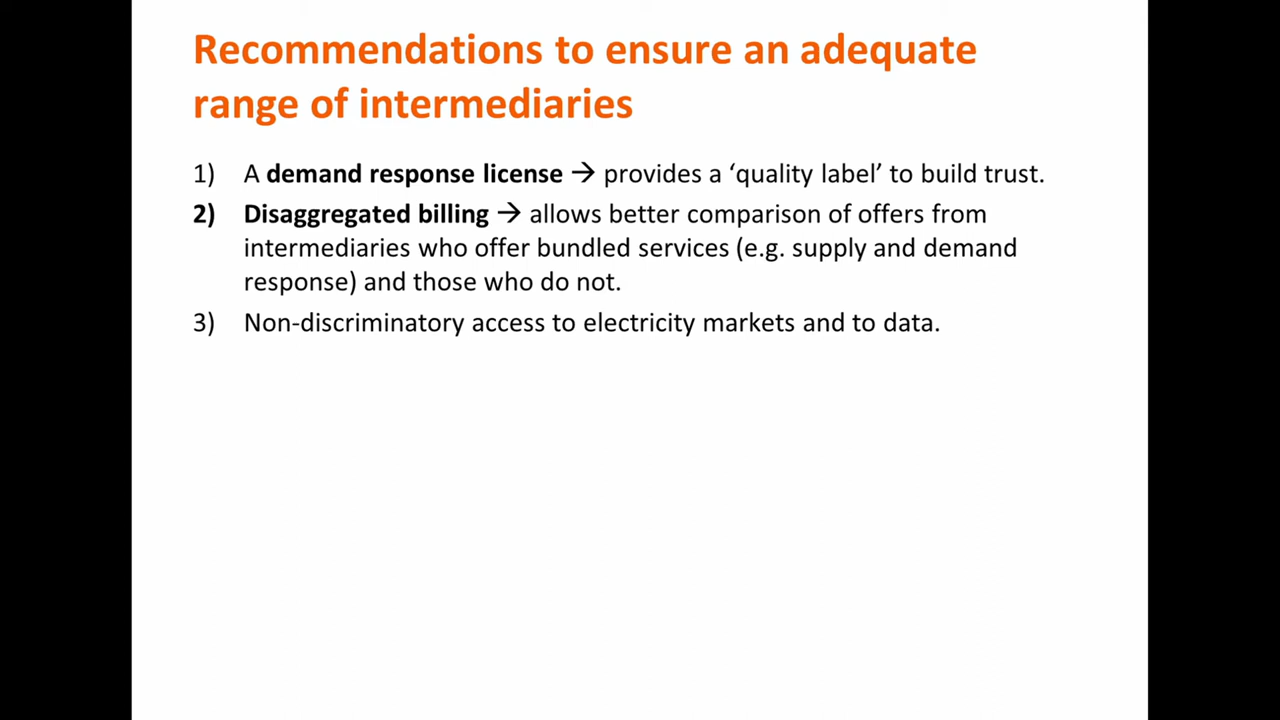 Recommendations to ensure an adequate
range of intermediaries
1) A demand response license → provides a ‘quality label’ to build trust.
2) Disaggregated billing → allows better comparison of offers from
intermediaries who offer bundled services (e.g. supply and demand
response) and those who do not.
3) Non-discriminatory access to electricity markets and to data.